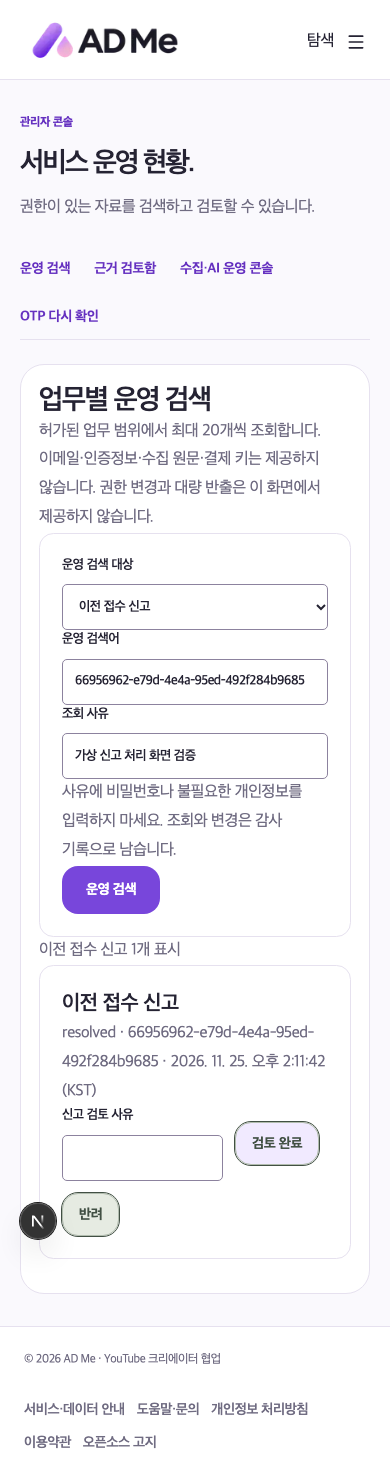 AD Me
탐색
관리자 콘솔
서비스 운영 현황.
권한이 있는 자료를 검색하고 검토할 수 있습니다.
운영 검색 근거 검토함 수집·AI 운영 콘솔
OTP 다시 확인
업무별 운영 검색
허가된 업무 범위에서 최대 20개씩 조회합니다.
이메일·인증정보·수집 원문·결제 키는 제공하지
않습니다. 권한 변경과 대량 반출은 이 화면에서
제공하지 않습니다.
운영 검색 대상
이전 접수 신고
운영 검색어
66956962-e79d-4e4a-95ed-492f284b9685
조회 사유
가상 신고 처리 화면 검증
사유에 비밀번호나 불필요한 개인정보를
입력하지 마세요. 조회와 변경은 감사
기록으로 남습니다.
운영 검색
이전 접수 신고 1개 표시
이전 접수 신고
resolved · 66956962-e79d-4e4a-95ed-
492f284b9685 · 2026. 11. 25. 오후 2:11:42
(KST)
신고 검토 사유
검토 완료
반려
N
© 2026 AD Me · YouTube 크리에이터 협업
서비스·데이터 안내 도움말·문의 개인정보 처리방침
이용약관 오픈소스 고지